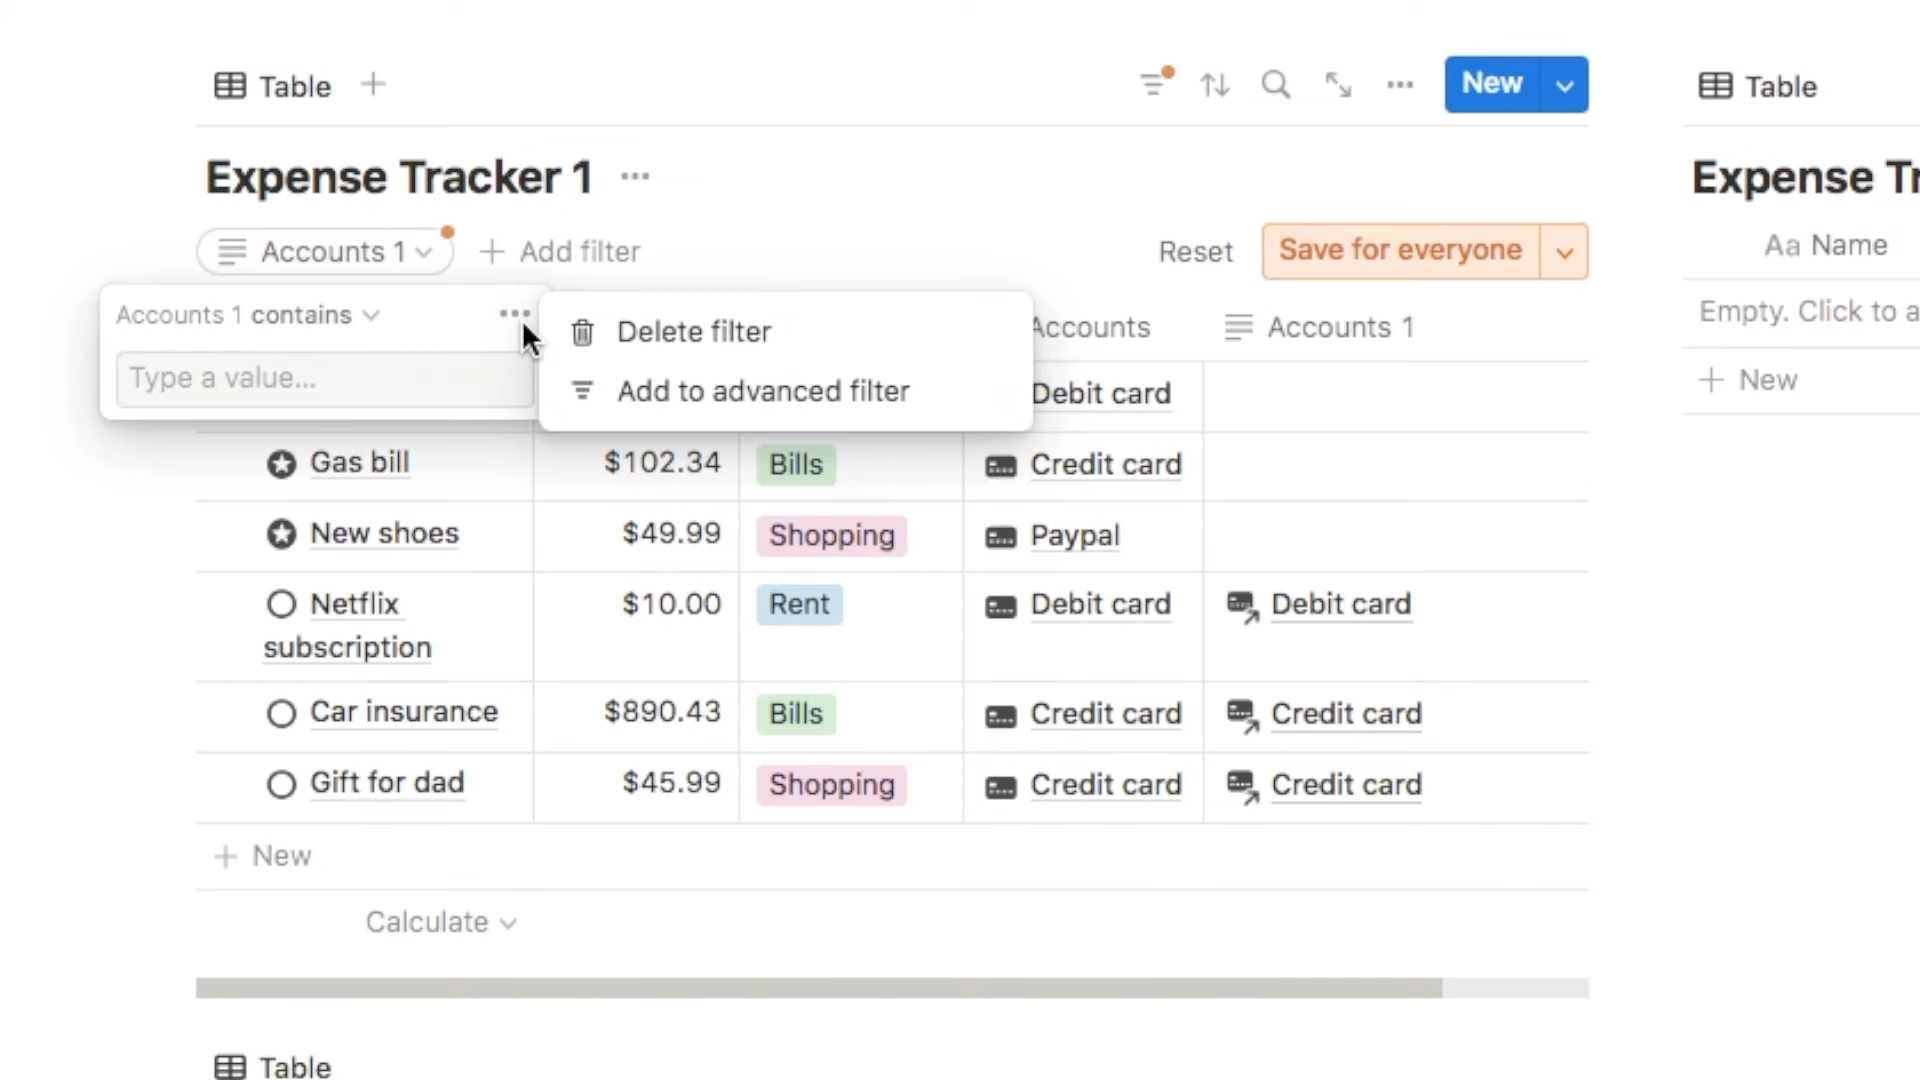 Table
New
Table
Expense Tracker 1
Expense Tr
Accounts 1
Add filter
Reset
Save for everyone
Aa Name
Accounts 1 contains
Type a value...
Delete filter
Add to advanced filter
Accounts
Accounts 1
Empty. Click to a
New
Debit card
Gas bill $102.34 Bills Credit card
New shoes $49.99 Shopping Paypal
Netflix $10.00 Rent Debit card Debit card
subscription
Car insurance $890.43 Bills Credit card Credit card
Gift for dad $45.99 Shopping Credit card Credit card
New
Calculate
Table